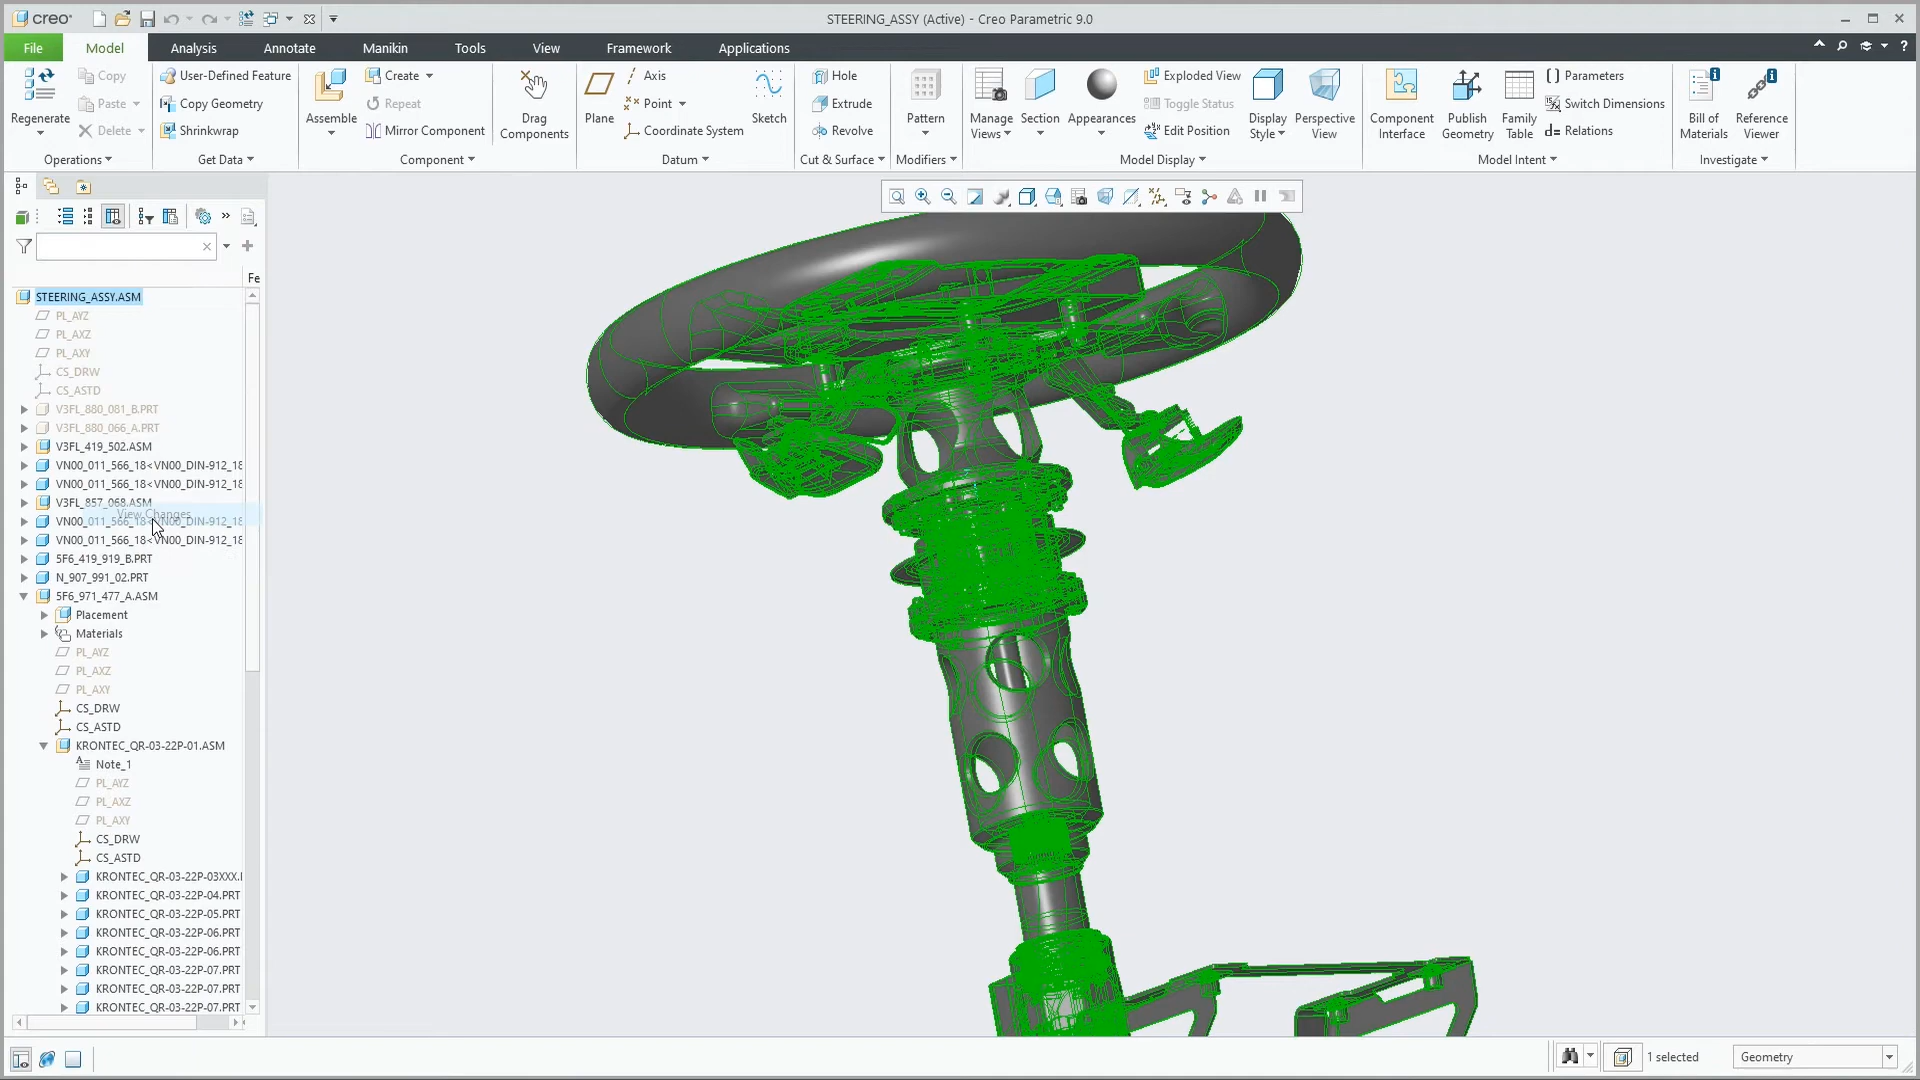 creo
STEERING_ASSY (Active) - Creo Parametric 9.0
File
Model
Analysis
Annotate
Manikin
Tools
View
Framework
Applications
Regenerate
Copy
Paste
Delete
Operations
User-Defined Feature
Copy Geometry
Shrinkwrap
Get Data
Assemble
Create
Repeat
Mirror Component
Component
Drag
Components
Plane
Axis
Point
Coordinate System
Sketch
Datum
Hole
Extrude
Revolve
Cut & Surface
Pattern
Modifiers
Manage
Views
Section
Appearances
Exploded View
Toggle Status
Edit Position
Display
Style
Perspective
View
Model Display
Component
Interface
Publish
Geometry
Family
Table
Parameters
Switch Dimensions
Relations
Model Intent
Bill of
Materials
Reference
Viewer
Investigate
Fe
STEERING_ASSY.ASM
PL_AYZ
PL_AXZ
PL_AXY
CS_DRW
CS_ASTD
V3FL_880_081_B.PRT
V3FL_880_066_A.PRT
V3FL_419_502.ASM
VN00_011_566_18<VN00_DIN-912_18
VN00_011_566_18<VN00_DIN-912_18
V3FL_857_068.ASM
View Changes
VN00_011_566_18<VN00_DIN-912_18
VN00_011_566_18<VN00_DIN-912_18
5F6_419_919_B.PRT
N_907_991_02.PRT
5F6_971_477_A.ASM
Placement
Materials
PL_AYZ
PL_AXZ
PL_AXY
CS_DRW
CS_ASTD
KRONTEC_QR-03-22P-01.ASM
Note_1
PL_AYZ
PL_AXZ
PL_AXY
CS_DRW
CS_ASTD
KRONTEC_QR-03-22P-03XXX.
KRONTEC_QR-03-22P-04.PRT
KRONTEC_QR-03-22P-05.PRT
KRONTEC_QR-03-22P-06.PRT
KRONTEC_QR-03-22P-06.PRT
KRONTEC_QR-03-22P-07.PRT
KRONTEC_QR-03-22P-07.PRT
KRONTEC_QR-03-22P-07.PRT
1 selected
Geometry